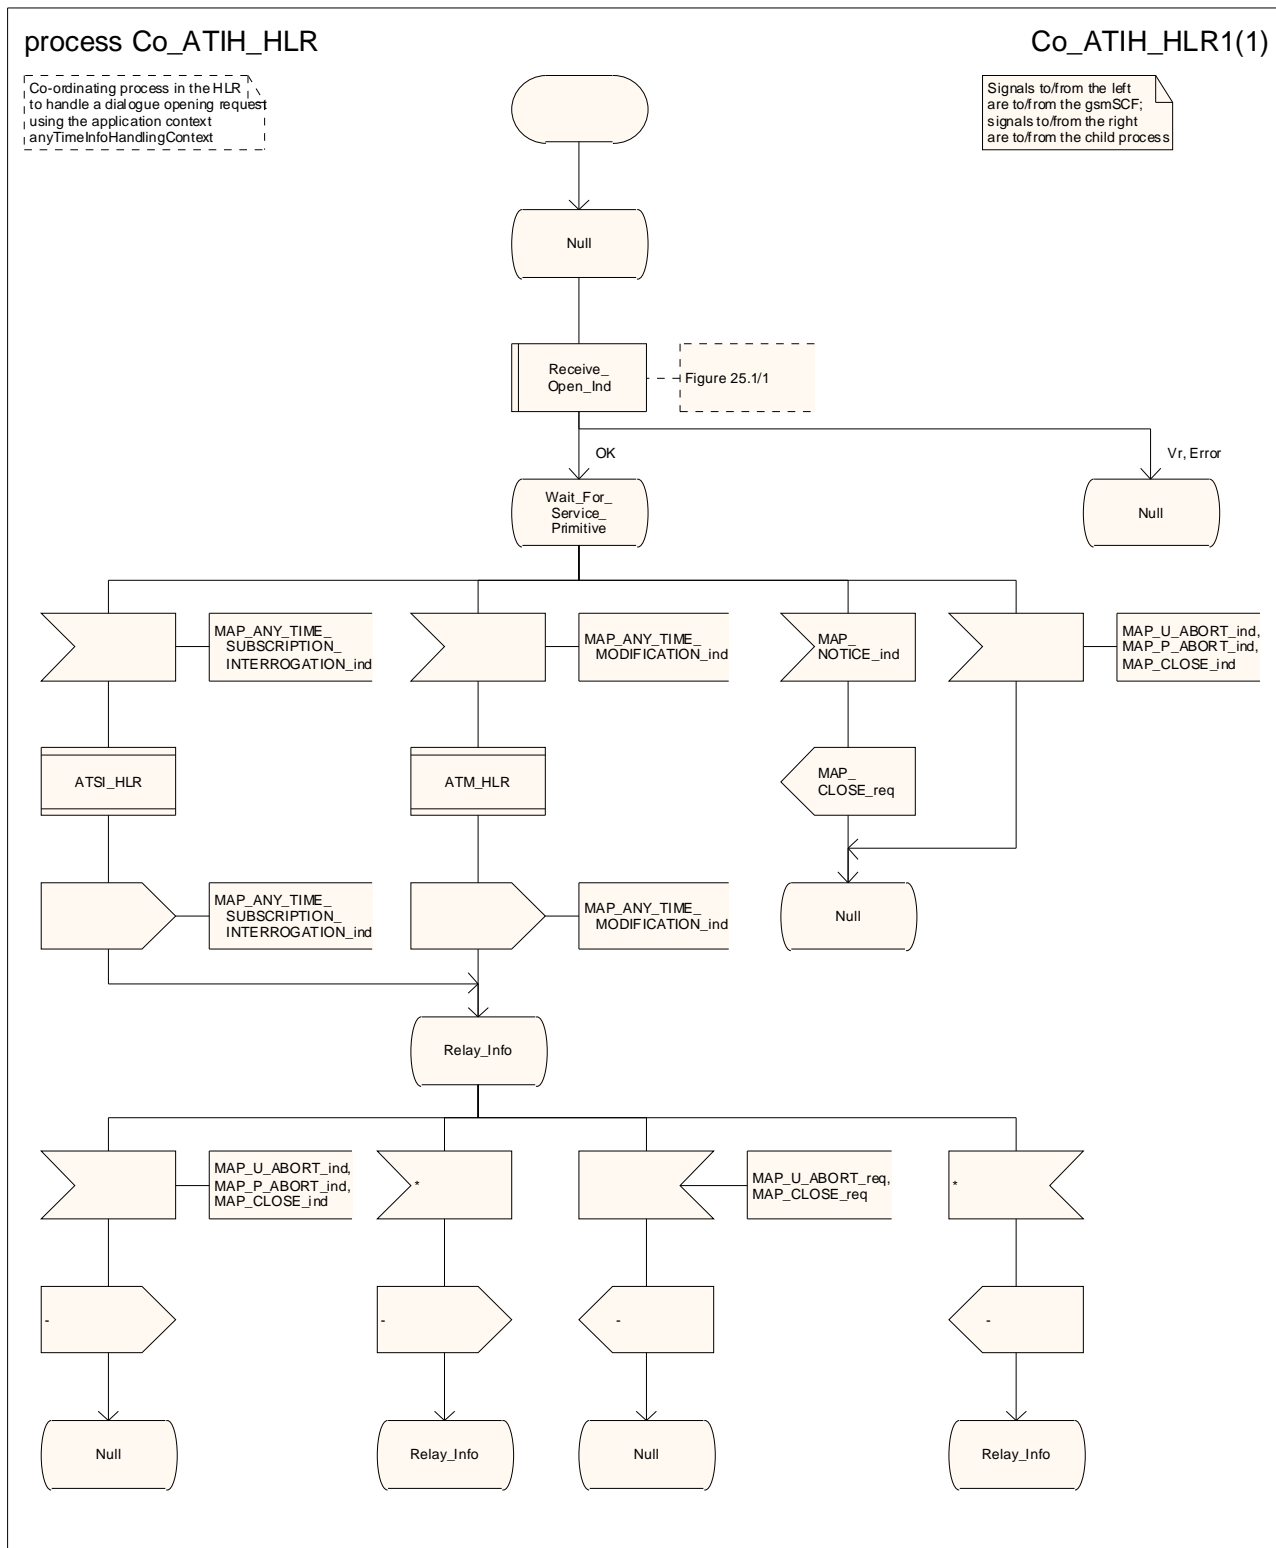 process Co_ATIH_HLR
Co_ATIH_HLR1(1)
Co-ordinating process in the HLR
to handle a dialogue opening request
using the application context
anyTimeInfoHandlingContext
Signals to/from the left
are to/from the gsmSCF;
signals to/from the right
are to/from the child process
Null
Receive_
Open_Ind
Figure 25.1/1
OK
Vr, Error
Wait_For_
Service_
Primitive
Null
MAP_ANY_TIME_
SUBSCRIPTION_
INTERROGATION_ind
MAP_ANY_TIME_
MODIFICATION_ind
MAP_
NOTICE_ind
MAP_U_ABORT_ind,
MAP_P_ABORT_ind,
MAP_CLOSE_ind
ATSI_HLR
ATM_HLR
MAP_
CLOSE_req
MAP_ANY_TIME_
SUBSCRIPTION_
INTERROGATION_ind
MAP_ANY_TIME_
MODIFICATION_ind
Null
Relay_Info
MAP_U_ABORT_ind,
MAP_P_ABORT_ind,
MAP_CLOSE_ind
*
MAP_U_ABORT_req,
MAP_CLOSE_req
*
-
-
-
-
Null
Relay_Info
Null
Relay_Info